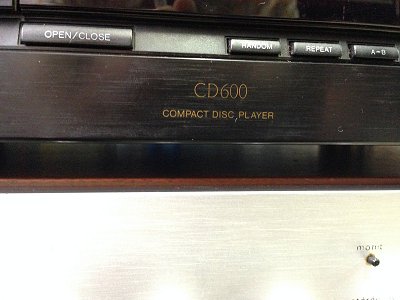 OPEN/CLOSE
RANDOM
REPEAT
A-B
CD600
COMPACT DISC PLAYER
mono